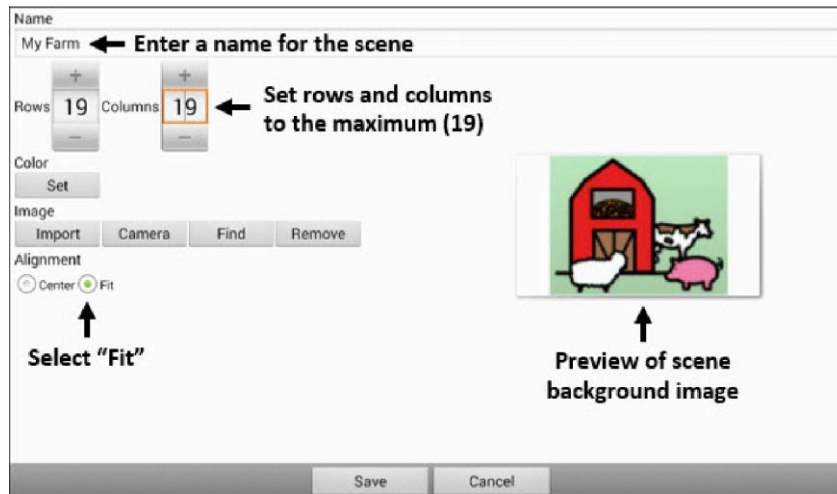 Name
My Farm Enter a name for the scene
+ +
Rows 19 Columns 19 Set rows and columns
to the maximum (19)
– –
Color
Set
Image
Import Camera Find Remove
Alignment
Center Fit
Select “Fit”
Preview of scene
background image
Save Cancel